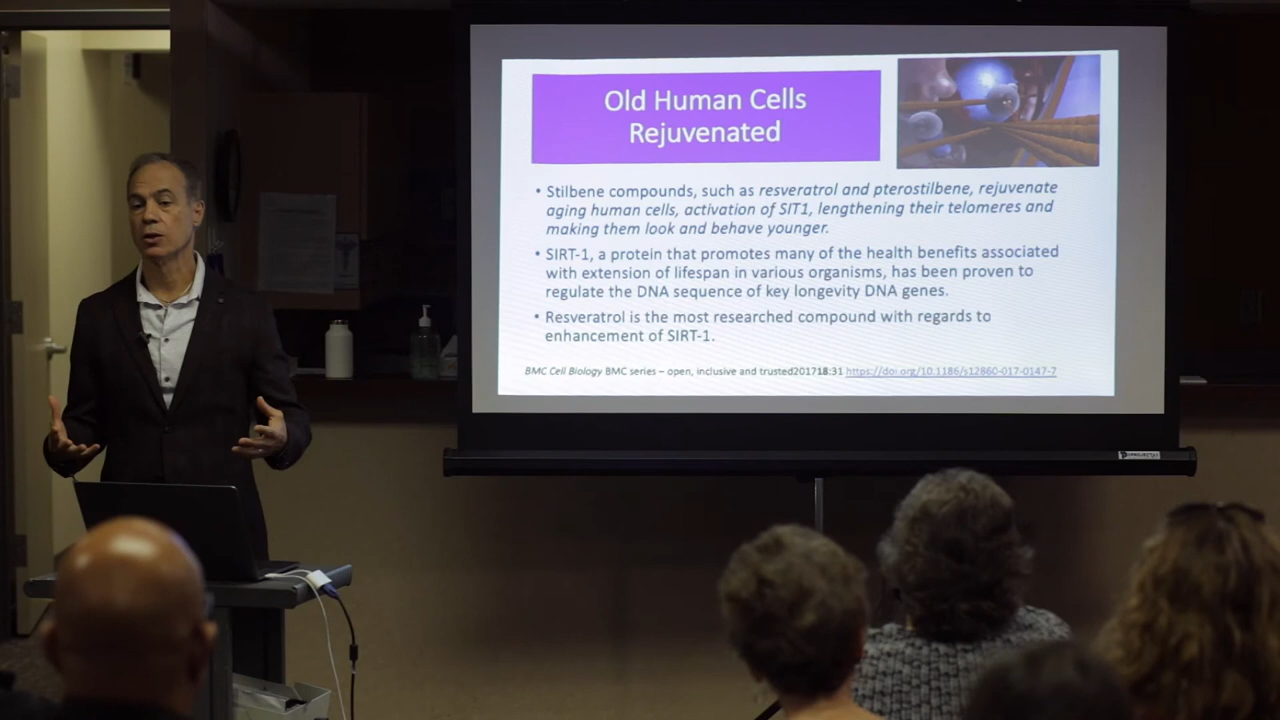 Old Human Cells
Rejuvenated
• Stilbene compounds, such as resveratrol and pterostilbene, rejuvenate
aging human cells, activation of SIT1, lengthening their telomeres and
making them look and behave younger.
• SIRT-1, a protein that promotes many of the health benefits associated
with extension of lifespan in various organisms, has been proven to
regulate the DNA sequence of key longevity DNA genes.
• Resveratrol is the most researched compound with regards to
enhancement of SIRT-1.
BMC Cell Biology BMC series – open, inclusive and trusted201718:31 https://doi.org/10.1186/s12860-017-0147-7